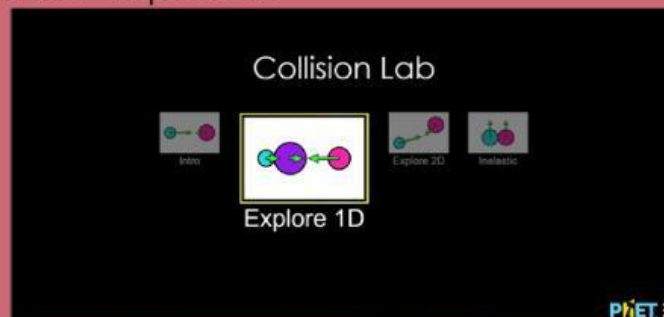 Collision Lab
Intro
Explore 1D
Explore 2D
Inelastic
PhET